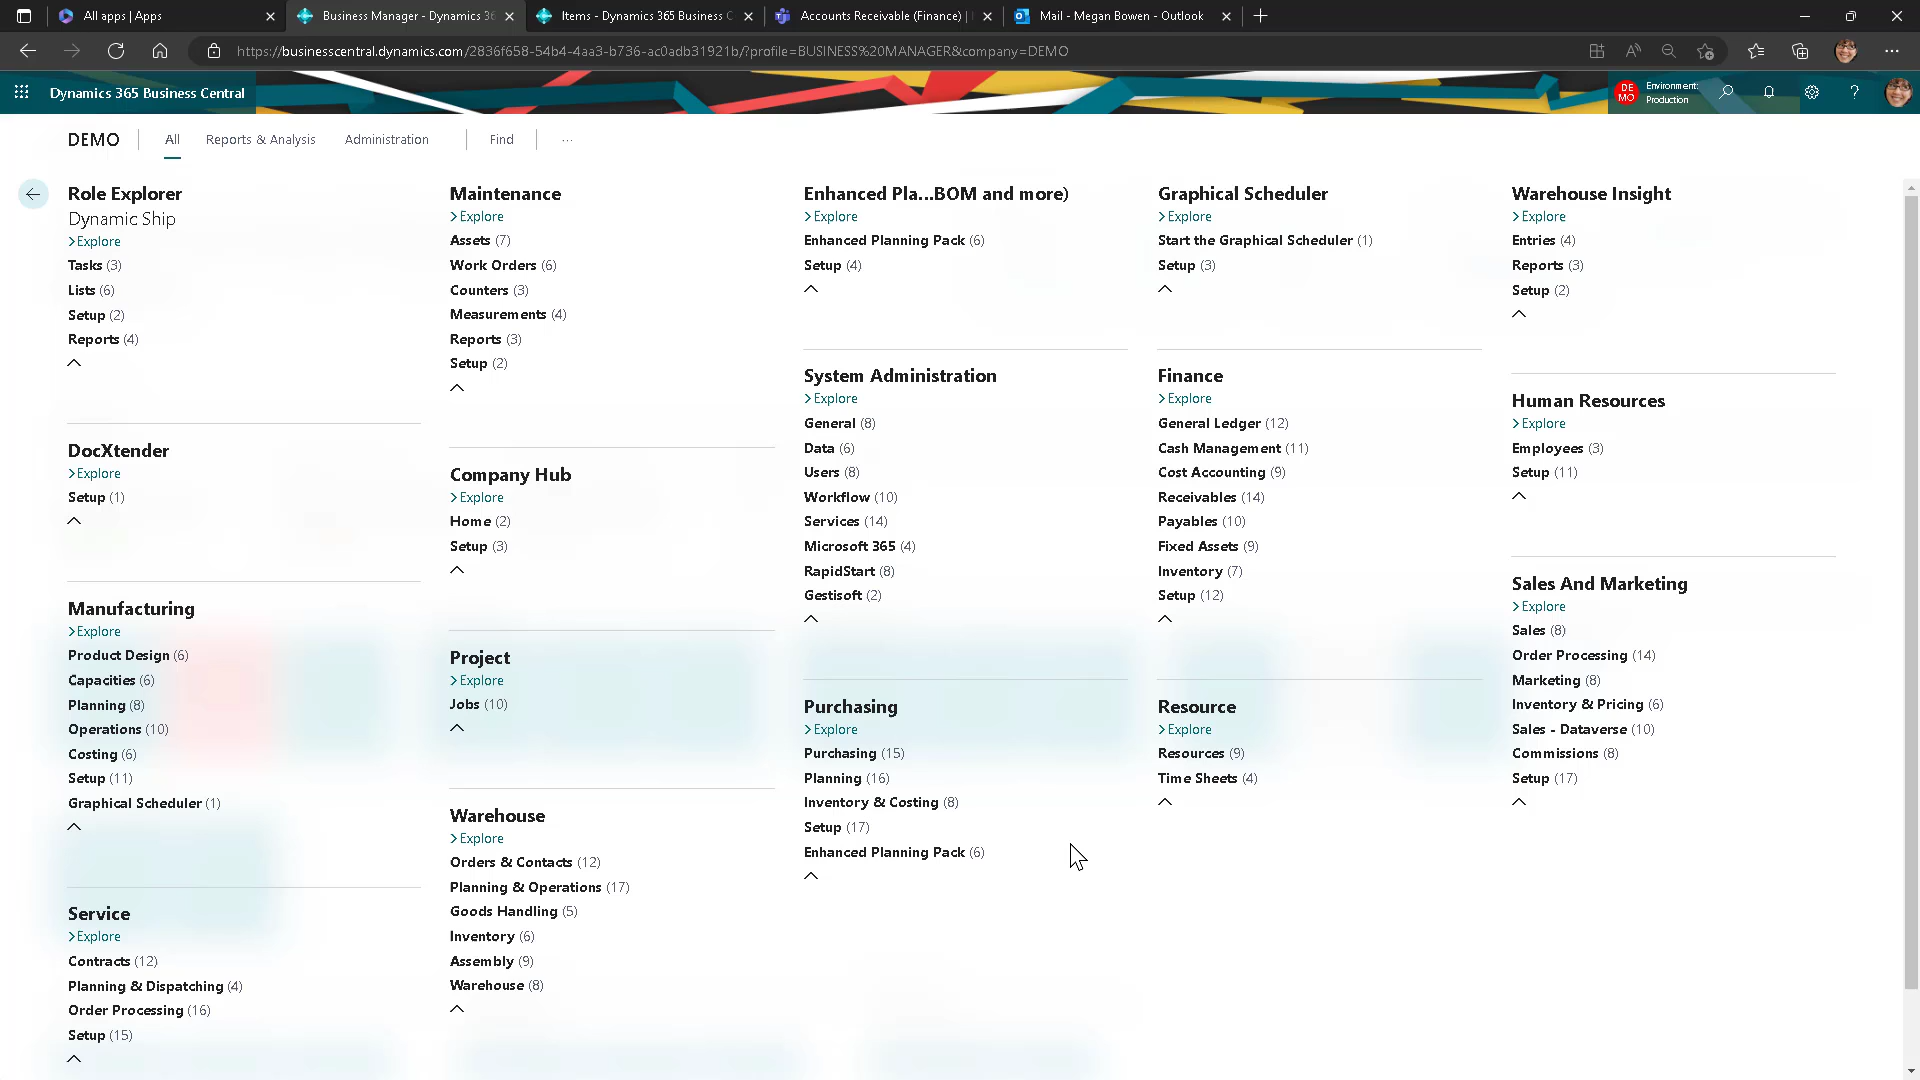 All apps | Apps
Business Manager - Dynamics 36
Items - Dynamics 365 Business C
Accounts Receivable (Finance) |
Mail - Megan Bowen - Outlook
https://businesscentral.dynamics.com/2836f658-54b4-4aa3-b736-ac0adb31921b/?profile=BUSINESS%20MANAGER&company=DEMO
Dynamics 365 Business Central
DE
MO
Environment:
Production
DEMO
All
Reports & Analysis
Administration
Find
Role Explorer
Dynamic Ship
Explore
Tasks (3)
Lists (6)
Setup (2)
Reports (4)
DocXtender
Explore
Setup (1)
Manufacturing
Explore
Product Design (6)
Capacities (6)
Planning (8)
Operations (10)
Costing (6)
Setup (11)
Graphical Scheduler (1)
Service
Explore
Contracts (12)
Planning & Dispatching (4)
Order Processing (16)
Setup (15)
Maintenance
Explore
Assets (7)
Work Orders (6)
Counters (3)
Measurements (4)
Reports (3)
Setup (2)
Company Hub
Explore
Home (2)
Setup (3)
Project
Explore
Jobs (10)
Warehouse
Explore
Orders & Contacts (12)
Planning & Operations (17)
Goods Handling (5)
Inventory (6)
Assembly (9)
Warehouse (8)
Enhanced Pla...BOM and more)
Explore
Enhanced Planning Pack (6)
Setup (4)
System Administration
Explore
General (8)
Data (6)
Users (8)
Workflow (10)
Services (14)
Microsoft 365 (4)
RapidStart (8)
Gestisoft (2)
Purchasing
Explore
Purchasing (15)
Planning (16)
Inventory & Costing (8)
Setup (17)
Enhanced Planning Pack (6)
Graphical Scheduler
Explore
Start the Graphical Scheduler (1)
Setup (3)
Finance
Explore
General Ledger (12)
Cash Management (11)
Cost Accounting (9)
Receivables (14)
Payables (10)
Fixed Assets (9)
Inventory (7)
Setup (12)
Resource
Explore
Resources (9)
Time Sheets (4)
Warehouse Insight
Explore
Entries (4)
Reports (3)
Setup (2)
Human Resources
Explore
Employees (3)
Setup (11)
Sales And Marketing
Explore
Sales (8)
Order Processing (14)
Marketing (8)
Inventory & Pricing (6)
Sales - Dataverse (10)
Commissions (8)
Setup (17)